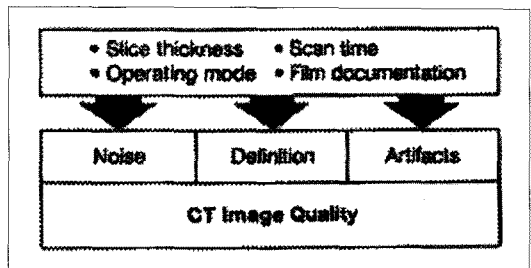 • Slice thickness • Scan time
• Operating mode • Film documentation
Noise Definition Artifacts
CT Image Quality